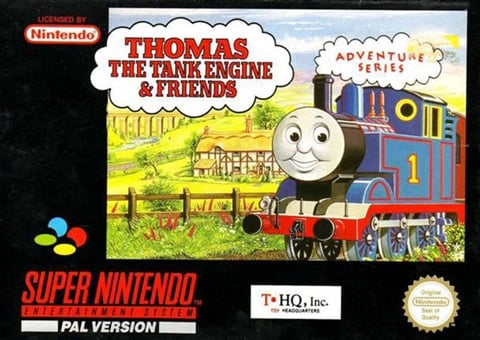 LICENSED BY
Nintendo
THOMAS
THE TANK ENGINE
& FRIENDS
ADVENTURE
SERIES
1
SUPER NINTENDO
ENTERTAINMENT SYSTEM
PAL VERSION
T•HQ, Inc.
TOY HEADQUARTERS
Original
Nintendo
Seal of
Quality